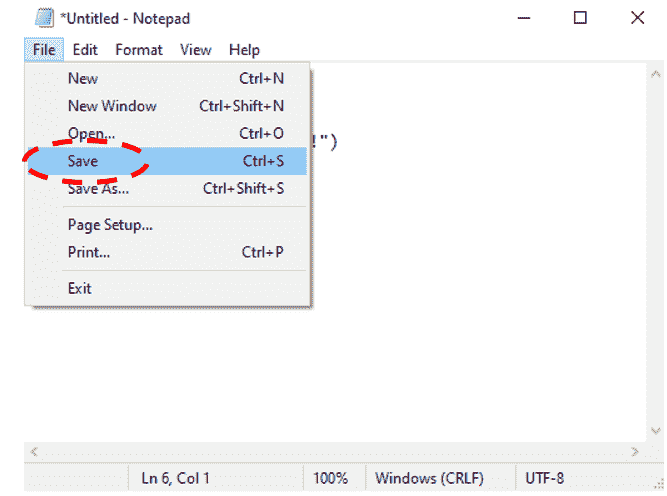 *Untitled - Notepad
File Edit Format View Help
New Ctrl+N
New Window Ctrl+Shift+N
Open... Ctrl+O
!")
Save Ctrl+S
Save As... Ctrl+Shift+S
Page Setup...
Print... Ctrl+P
Exit
Ln 6, Col 1 100% Windows (CRLF) UTF-8